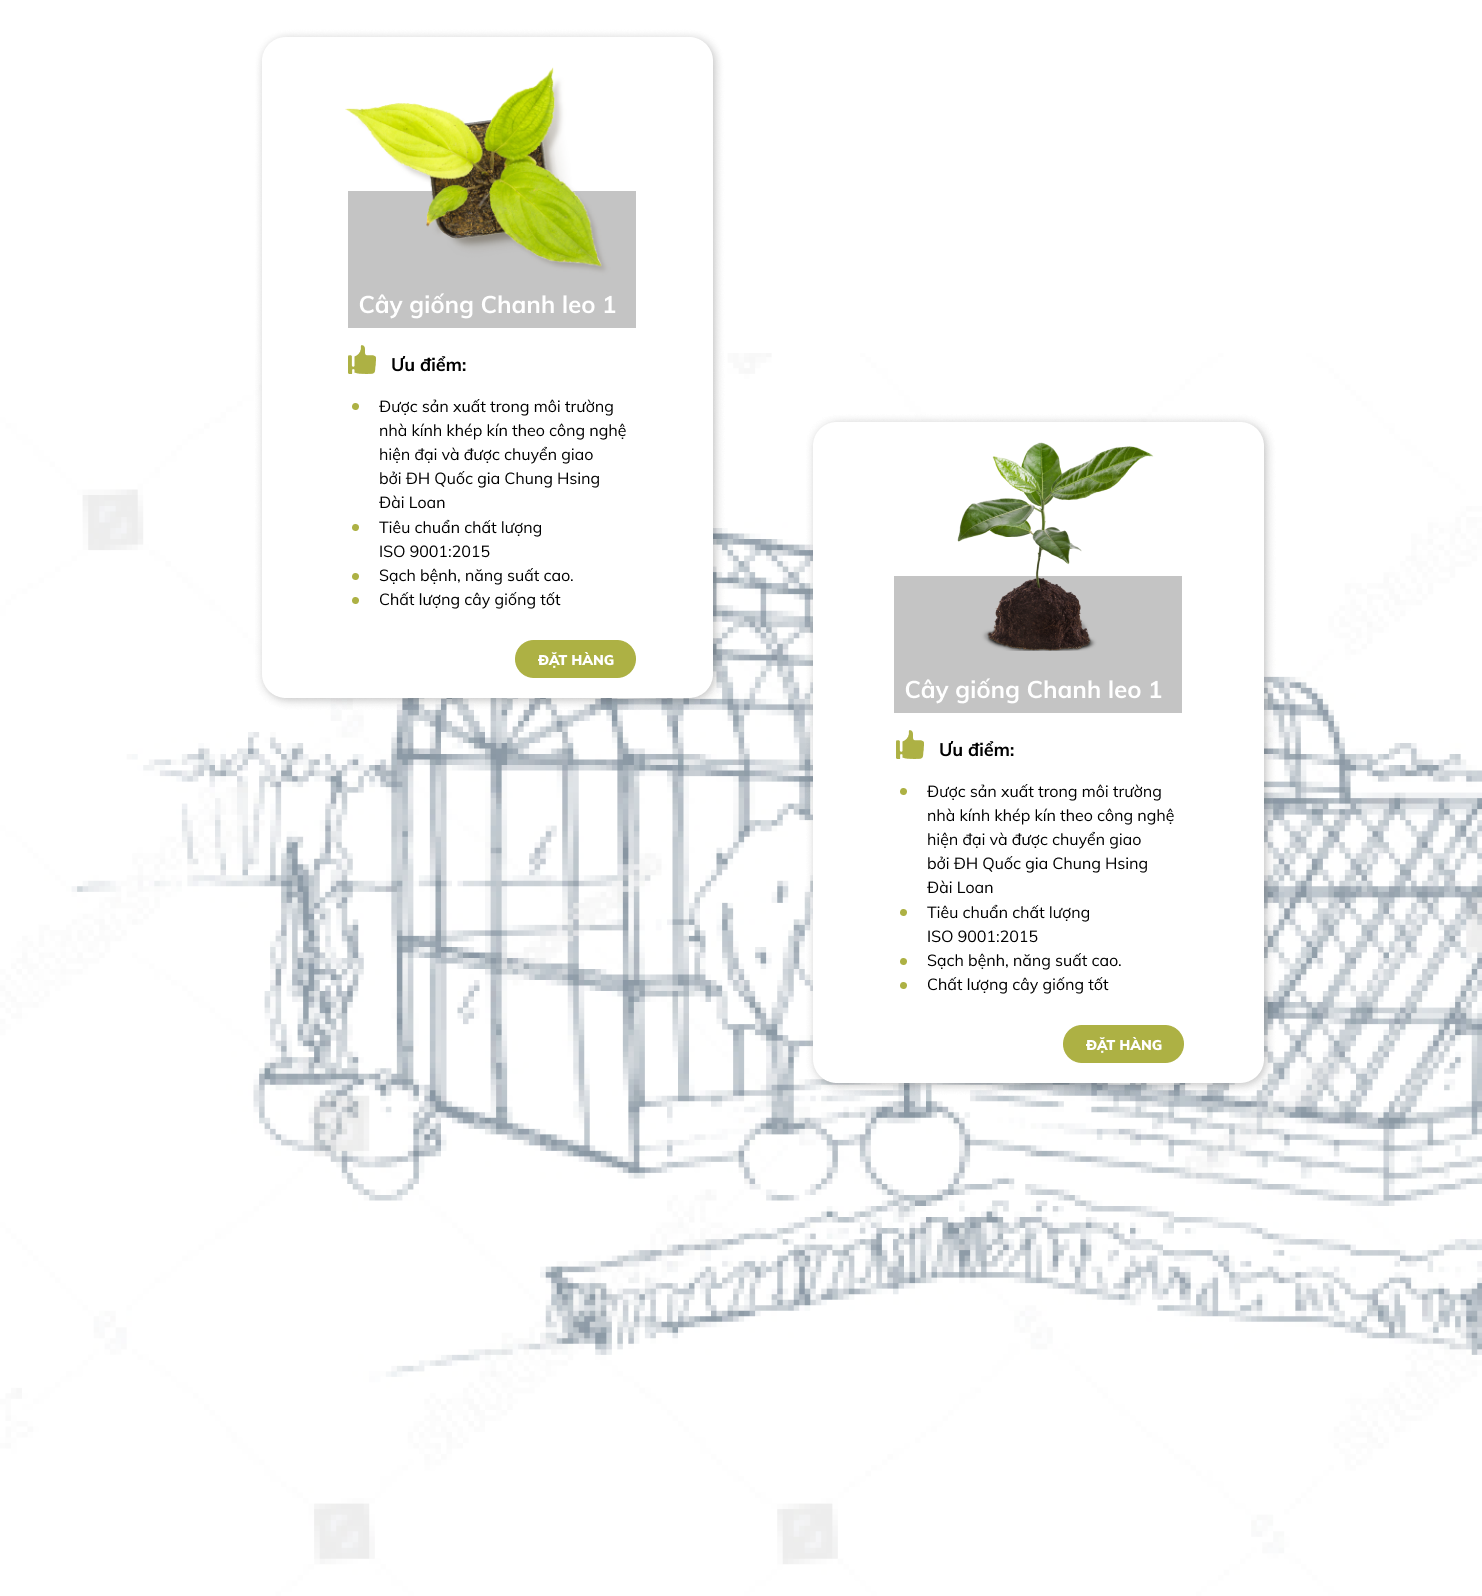 Cây giống Chanh leo 1
Ưu điểm:
Được sản xuất trong môi trường
nhà kính khép kín theo công nghệ
hiện đại và được chuyển giao
bởi ĐH Quốc gia Chung Hsing
Đài Loan
Tiêu chuẩn chất lượng
ISO 9001:2015
Sạch bệnh, năng suất cao.
Chất lượng cây giống tốt
ĐẶT HÀNG
Cây giống Chanh leo 1
Ưu điểm:
Được sản xuất trong môi trường
nhà kính khép kín theo công nghệ
hiện đại và được chuyển giao
bởi ĐH Quốc gia Chung Hsing
Đài Loan
Tiêu chuẩn chất lượng
ISO 9001:2015
Sạch bệnh, năng suất cao.
Chất lượng cây giống tốt
ĐẶT HÀNG